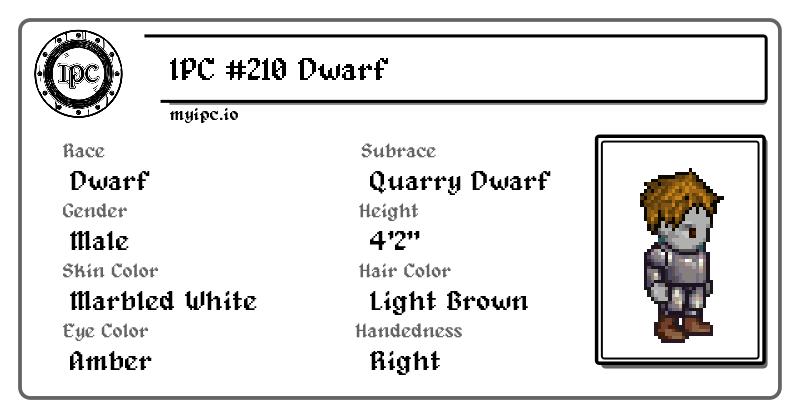 IPC
IPC #210 Dwarf
myipc.io
Race
Dwarf
Subrace
Quarry Dwarf
Gender
Male
Height
4'2"
Skin Color
Marbled White
Hair Color
Light Brown
Eye Color
Amber
Handedness
Right